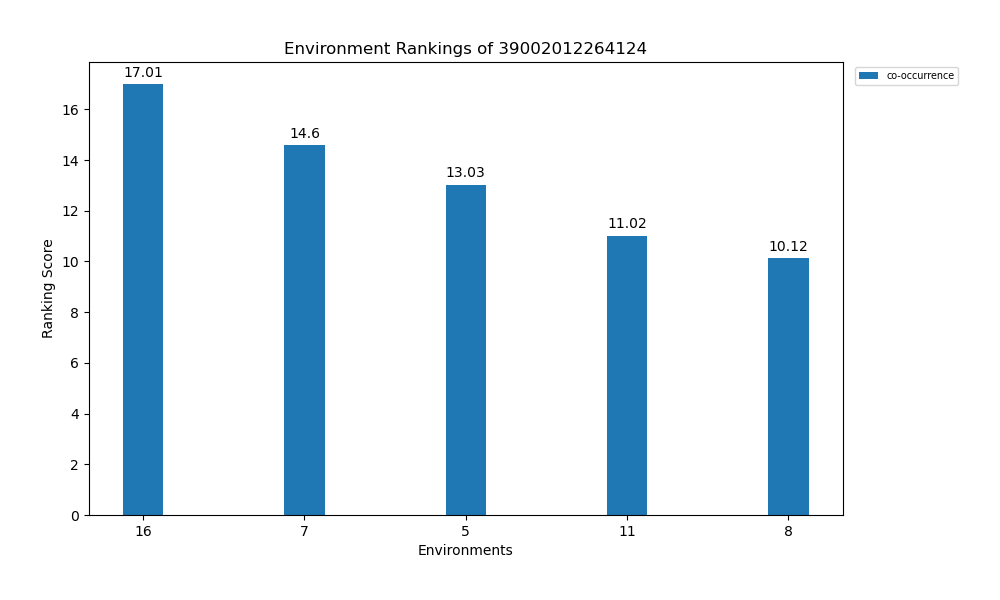 Environment Rankings of 39002012264124
co-occurrence
Ranking Score
16
14
12
10
8
6
4
2
0
17.01
14.6
13.03
11.02
10.12
16 7 5 11 8
Environments